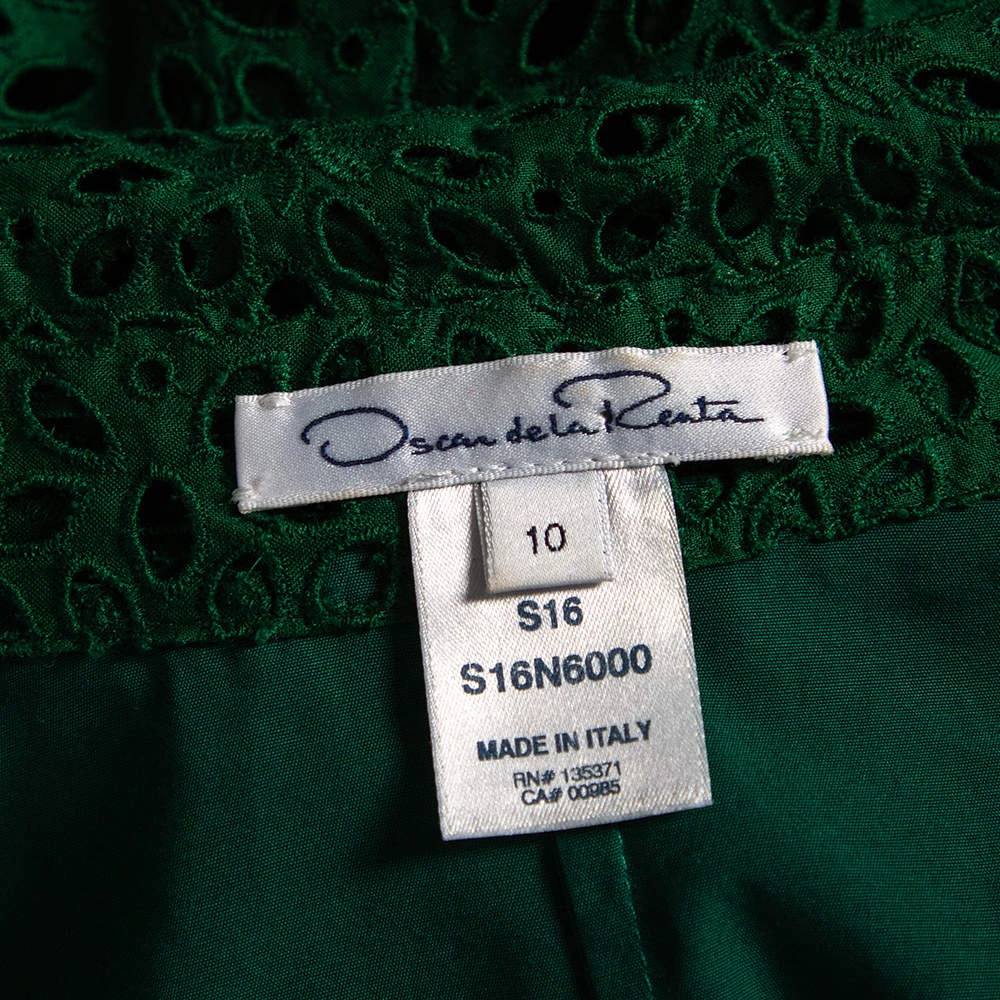 Oscar de la Renta
10
S16
S16N6000
MADE IN ITALY
RN# 135371
CA# 00985